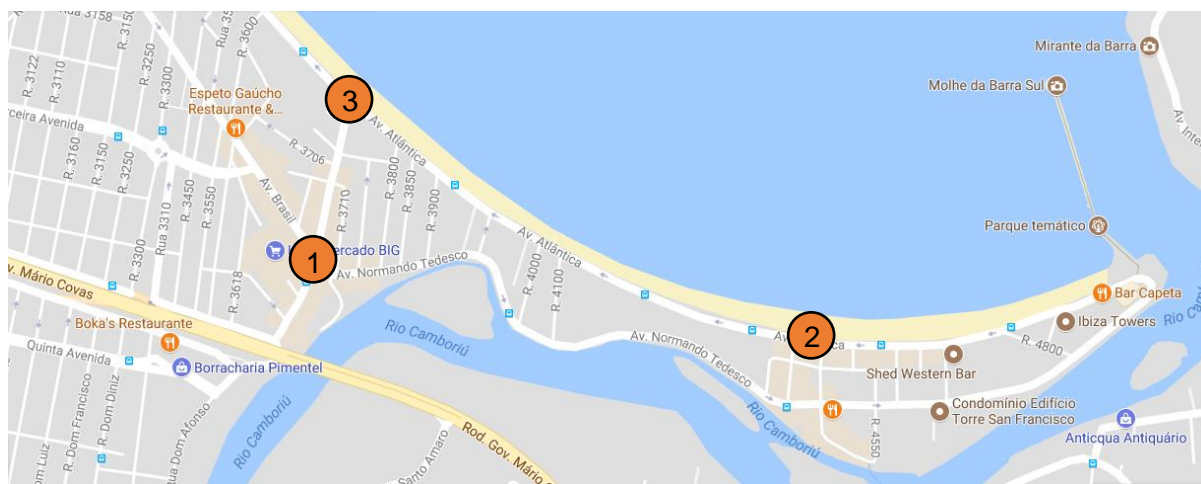 Rua 3158
R. 3150
R. 3250
R. 3300
R. 3600
R. 3122
R. 3110
Espeto Gaúcho
Restaurante &...
3
Mirante da Barra
Molhe da Barra Sul
ceira Avenida
R. 3706
Av. Atlântica
R. 3160
R. 3150
R. 3250
R. 3450
R. 3550
Av. Brasil
R. 3710
R. 3800
R. 3850
R. 3900
Rua 3310
Parque temático
Av. Atlântica
R. 3300
ercado BIG
1
Av. Normando Tedesco
R. 4000
R. 4100
v. Mário Covas
R. 3618
Bar Capeta
Rio Camboriú
Boka's Restaurante
Ibiza Towers
2
Av. Normando Tedesco
R. 4800
Quinta Avenida
Borracharia Pimentel
Shed Western Bar
R. Dom Francisco
R. Dom Diniz
Rua Dom Afonso
Rio Camboriú
Condomínio Edifício
Torre San Francisco
R. 4550
Anticqua Antiquário
Rod. Gov. Mário
Santo Amaro
Rio Camboriú
Dom Luiz